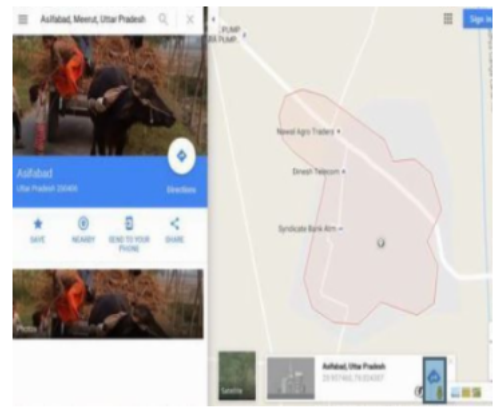 Asifabad, Meerut, Uttar Pradesh
Asifabad
Uttar Pradesh
Directions
SAVE
NEARBY
SEND TO YOUR
PHONE
SHARE
Photos
PUMP
PUMP
Nawal Agro Traders
Dinesh Telecom
Syndicate Bank Atm
Sign in
Satellite
Asifabad, Uttar Pradesh